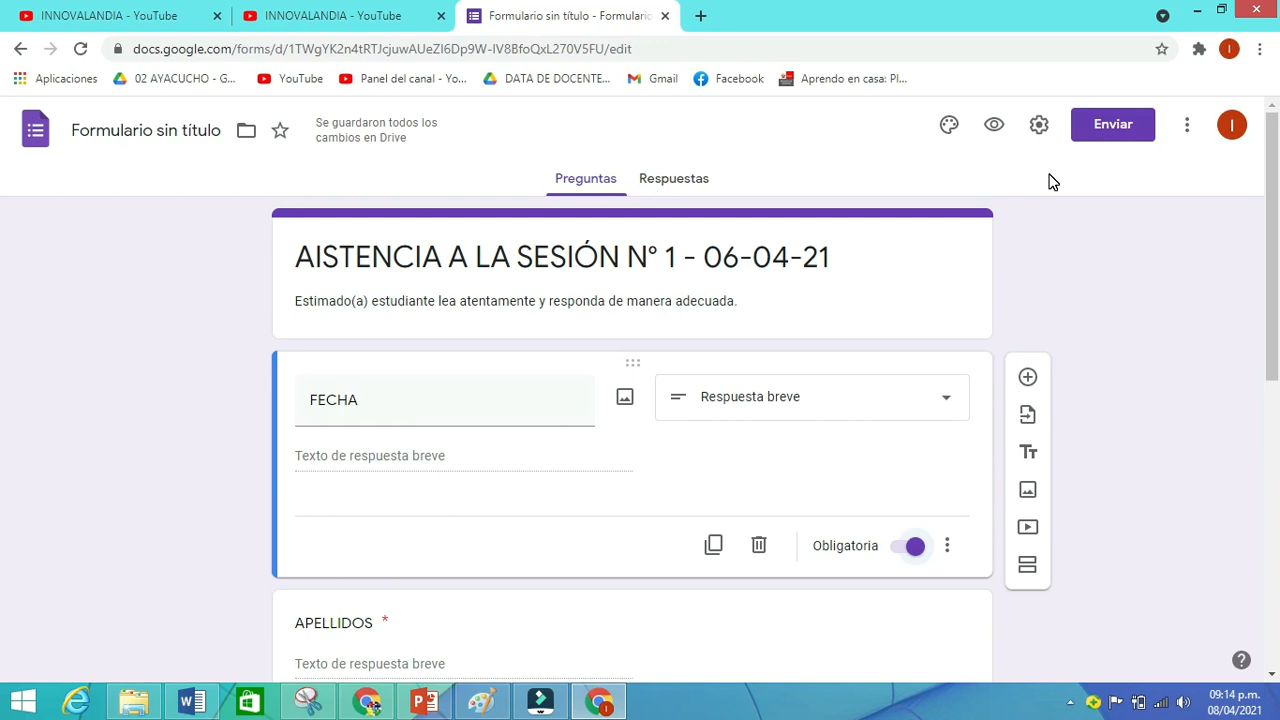 INNOVALANDIA - YouTube
INNOVALANDIA - YouTube
Formulario sin título - Formulario
docs.google.com/forms/d/1TWgYK2n4tRTJcjuwAUeZI6Dp9W-IV8BfoQxL270V5FU/edit
Aplicaciones
02 AYACUCHO - G...
YouTube
Panel del canal - Yo...
DATA DE DOCENTE...
Gmail
Facebook
Aprendo en casa: Pl...
Formulario sin título
Se guardaron todos los
cambios en Drive
Enviar
I
Preguntas
Respuestas
AISTENCIA A LA SESIÓN N° 1 - 06-04-21
Estimado(a) estudiante lea atentamente y responda de manera adecuada.
FECHA
Respuesta breve
Texto de respuesta breve
Obligatoria
APELLIDOS *
Texto de respuesta breve
09:14 p.m.
08/04/2021